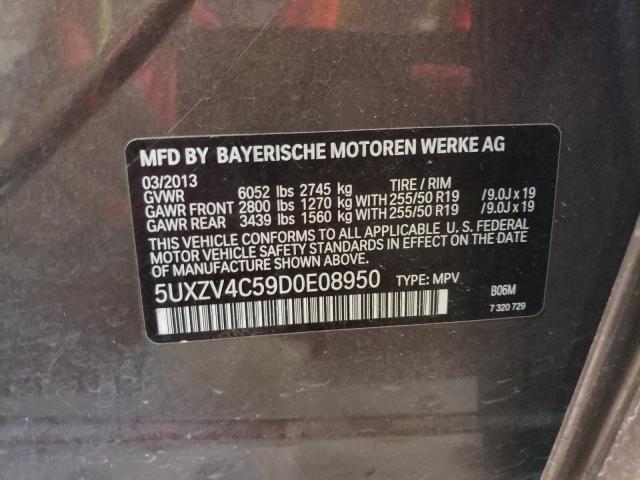 MFD BY BAYERISCHE MOTOREN WERKE AG
03/2013
GVWR 6052 lbs 2745 kg TIRE / RIM
GAWR FRONT 2800 lbs 1270 kg WITH 255/50 R19 /9.0J x 19
GAWR REAR 3439 lbs 1560 kg WITH 255/50 R19 /9.0J x 19
THIS VEHICLE CONFORMS TO ALL APPLICABLE U.S. FEDERAL
MOTOR VEHICLE SAFETY STANDARDS IN EFFECT ON THE DATE
OF MANUFACTURE SHOWN ABOVE.
5UXZV4C59D0E08950 TYPE: MPV
B06M
7 320 729